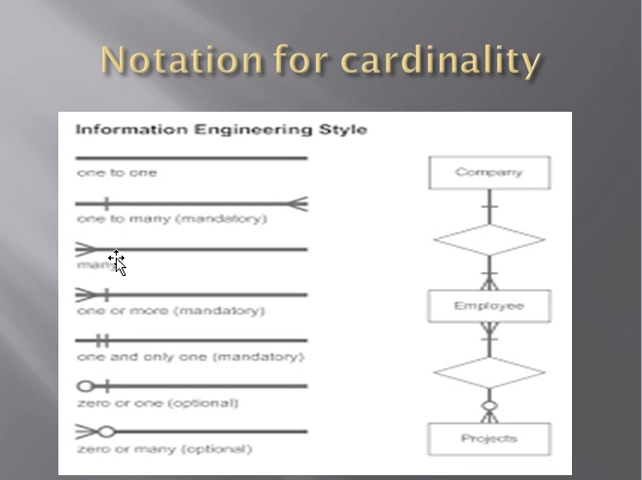 Notation for cardinality
Information Engineering Style
one to one
one to many (mandatory)
many
one or more (mandatory)
one and only one (mandatory)
zero or one (optional)
zero or many (optional)
Company
Employee
Projects